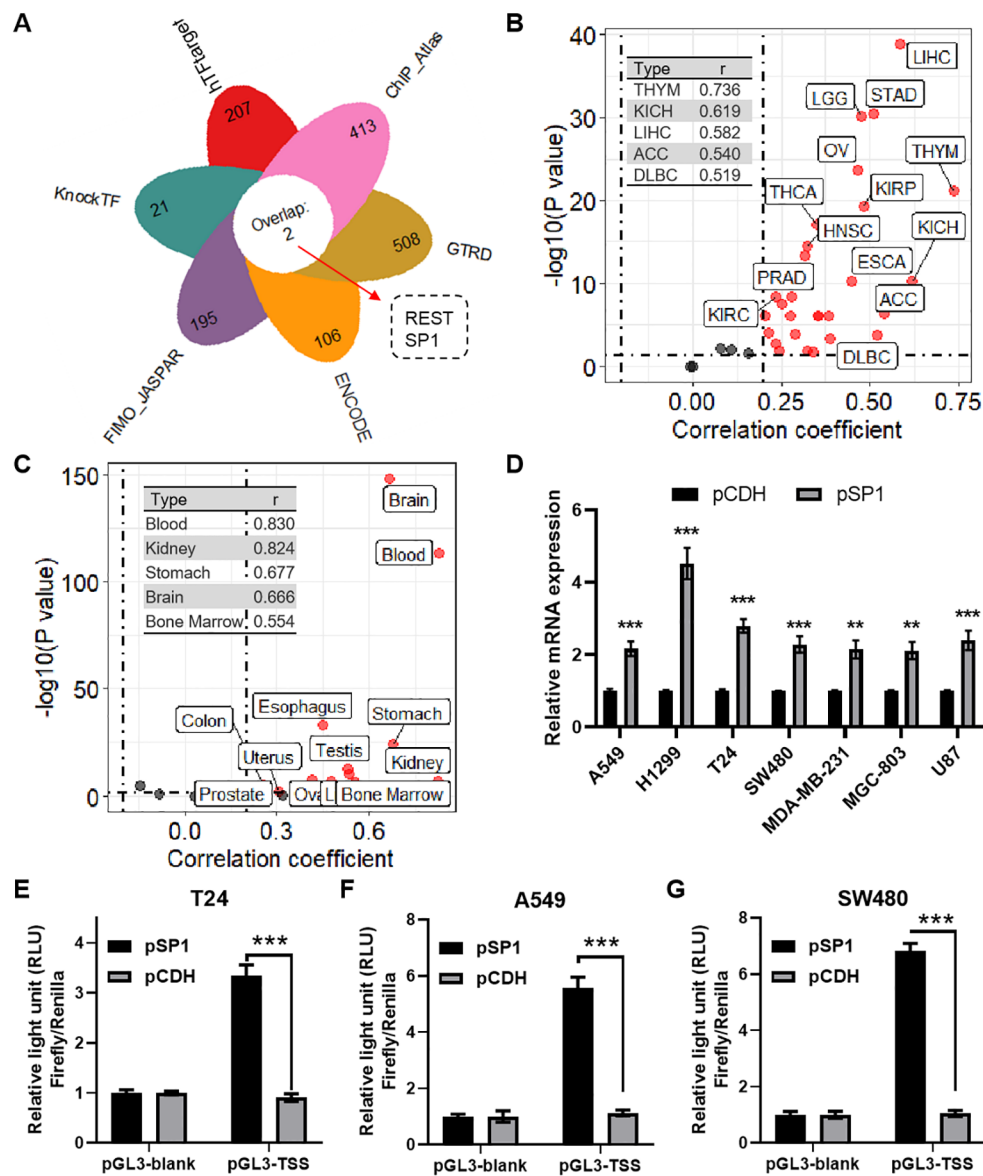 A
hTFtarget
ChIP_Atlas
207
413
KnockTF
21
Overlap:
2
508
GTRD
195
106
REST
SP1
FIMO_JASPAR
ENCODE
B
-log10(P value)
40
30
20
10
0
Type r
THYM 0.736
KICH 0.619
LIHC 0.582
ACC 0.540
DLBC 0.519
LIHC
LGG
STAD
OV
THYM
THCA
KIRP
HNSC
KICH
PRAD
ESCA
KIRC
ACC
DLBC
0.00 0.25 0.50 0.75
Correlation coefficient
C
-log10(P value)
150
100
50
0
Type r
Blood 0.830
Kidney 0.824
Stomach 0.677
Brain 0.666
Bone Marrow 0.554
Brain
Blood
Esophagus
Stomach
Colon
Uterus
Testis
Kidney
Prostate
Ova
L
Bone Marrow
0.0 0.3 0.6
Correlation coefficient
D
pCDH pSP1
Relative mRNA expression
6
4
2
0
***
***
***
***
**
**
***
A549
H1299
T24
SW480
MDA-MB-231
MGC-803
U87
E
T24
Relative light unit (RLU)
Firefly/Renilla
4
3
2
1
0
pSP1
pCDH
***
pGL3-blank pGL3-TSS
F
A549
Relative light unit (RLU)
Firefly/Renilla
8
6
4
2
0
pSP1
pCDH
***
pGL3-blank pGL3-TSS
G
SW480
Relative light unit (RLU)
Firefly/Renilla
8
6
4
2
0
pSP1
pCDH
***
pGL3-blank pGL3-TSS